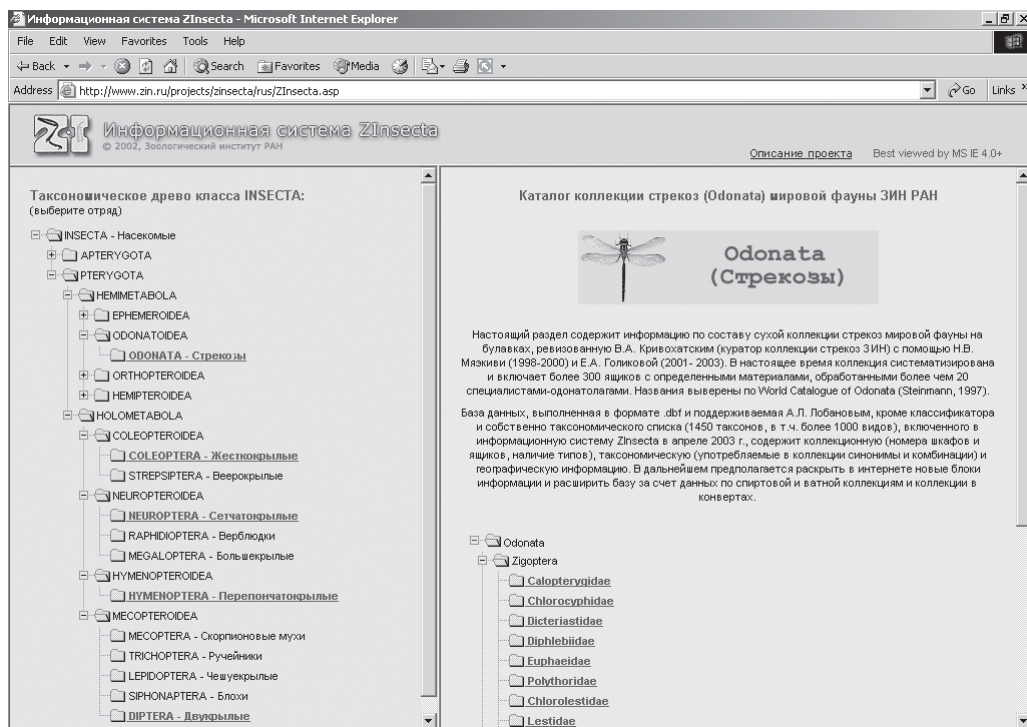 Информационная система ZInsecta - Microsoft Internet Explorer
File Edit View Favorites Tools Help
Back Search Favorites Media
Address http://www.zin.ru/projects/zinsecta/rus/ZInsecta.asp Go Links »
Информационная система ZInsecta
© 2002, Зоологический институт РАН
Описание проекта Best viewed by MS IE 4.0+
Таксономическое древо класса INSECTA:
(выберите отряд)
INSECTA - Насекомые
APTERYGOTA
PTERYGOTA
HEMIMETABOLA
EPHEMEROIDEA
ODONATOIDEA
ODONATA - Стрекозы
ORTHOPTEROIDEA
HEMIPTEROIDEA
HOLOMETABOLA
COLEOPTEROIDEA
COLEOPTERA - Жесткокрылые
STREPSIPTERA - Веерокрылые
NEUROPTEROIDEA
NEUROPTERA - Сетчатокрылые
RAPHIDIOPTERA - Верблюдки
MEGALOPTERA - Большекрылые
HYMENOPTEROIDEA
HYMENOPTERA - Перепончатокрылые
MECOPTEROIDEA
MECOPTERA - Скорпионовые мухи
TRICHOPTERA - Ручейники
LEPIDOPTERA - Чешуекрылые
SIPHONAPTERA - Блохи
DIPTERA - Двукрылые
Каталог коллекции стрекоз (Odonata) мировой фауны ЗИН РАН
Odonata
(Стрекозы)
Настоящий раздел содержит информацию по составу сухой коллекции стрекоз мировой фауны на
булавках, ревизованную В.А. Кривохатским (куратор коллекции стрекоз ЗИН) с помощью Н.В.
Мяэкиви (1998-2000) и Е.А. Голиковой (2001- 2003). В настоящее время коллекция систематизирована
и включает более 300 ящиков с определенными материалами, обработанными более чем 20
специалистами-одонатологами. Названия выверены по World Catalogue of Odonata (Steinmann, 1997).
База данных, выполненная в формате .dbf и поддерживаемая А.Л. Лобановым, кроме классификатора
и собственно таксономического списка (1450 таксонов, в т.ч. более 1000 видов), включенного в
информационную систему ZInsecta в апреле 2003 г., содержит коллекционную (номера шкафов и
ящиков, наличие типов), таксономическую (употребляемые в коллекции синонимы и комбинации) и
географическую информацию. В дальнейшем предполагается раскрыть в интернете новые блоки
информации и расширить базу за счет данных по спиртовой и ватной коллекциям и коллекции в
конвертах.
Odonata
Zigoptera
Calopterygidae
Chlorocyphidae
Dicteriastidae
Diphlebiidae
Euphaeidae
Polythoridae
Chlorolestidae
Lestidae